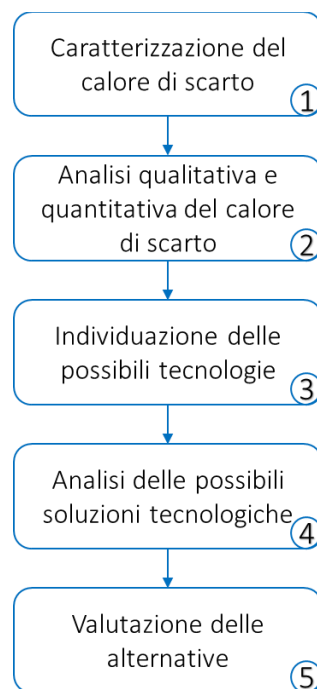 Caratterizzazione del
calore di scarto
1
Analisi qualitativa e
quantitativa del calore
di scarto
2
Individuazione delle
possibili tecnologie
3
Analisi delle possibili
soluzioni tecnologiche
4
Valutazione delle
alternative
5